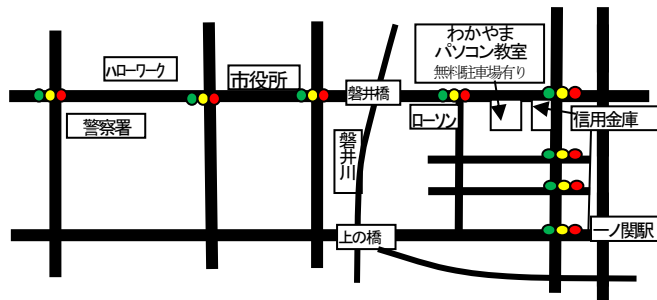 わかやま
パソコン教室
無料駐車場有り
ハローワーク
市役所
磐井橋
ローソン
信用金庫
警察署
磐井川
上の橋
一ノ関駅